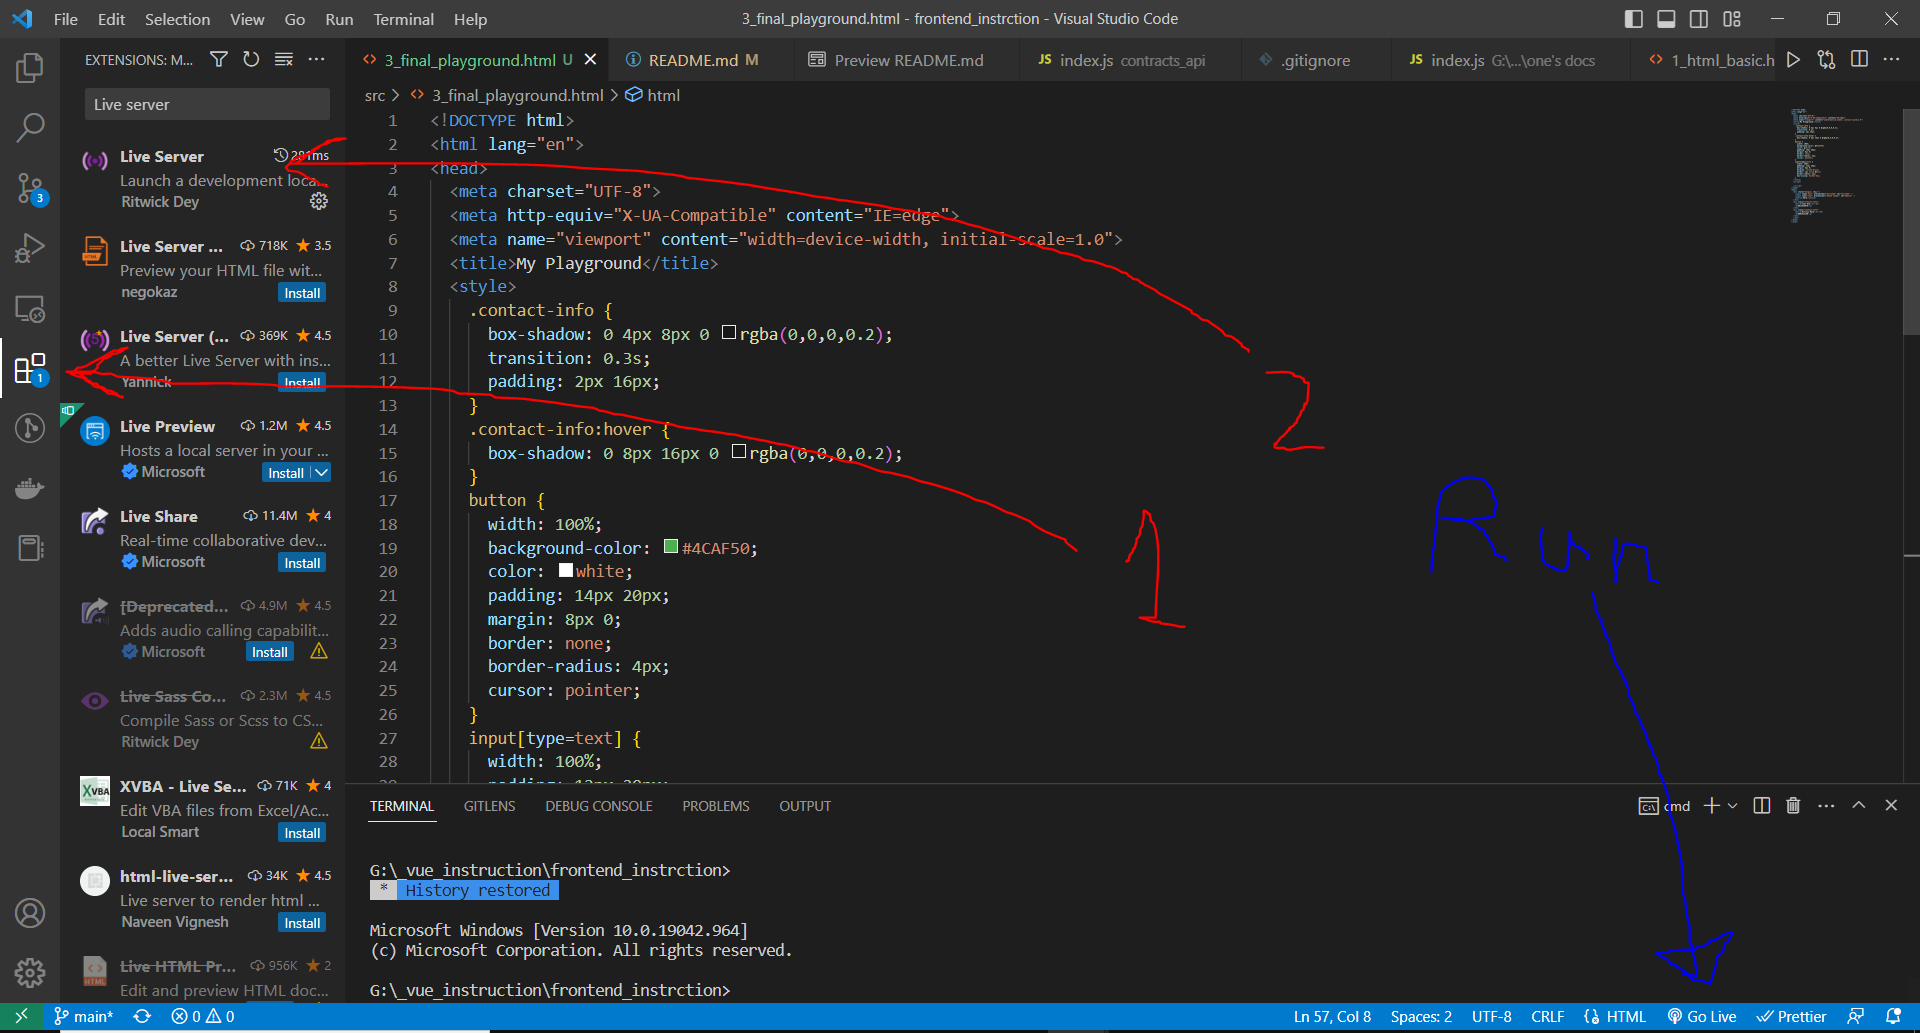 File Edit Selection View Go Run Terminal Help
3_final_playground.html - frontend_instrction - Visual Studio Code
EXTENSIONS: M...
3_final_playground.html U
README.md M
Preview README.md
index.js contracts_api
.gitignore
index.js G:\...\one's docs
1_html_basic.h
Live server
src > 3_final_playground.html > html
Live Server
Launch a development loca...
Ritwick Dey
Live Server ... 718K 3.5
Preview your HTML file wit...
negokaz Install
Live Server (... 369K 4.5
A better Live Server with ins...
Yannick Install
Live Preview 1.2M 4.5
Hosts a local server in your ...
Microsoft Install
Live Share 11.4M 4
Real-time collaborative dev...
Microsoft Install
[Deprecated... 4.9M 4.5
Adds audio calling capabilit...
Microsoft Install
Live Sass Co... 2.3M 4.5
Compile Sass or Scss to CS...
Ritwick Dey
XVBA - Live Se... 71K 4
Edit VBA files from Excel/Ac...
Local Smart Install
html-live-ser... 34K 4.5
Live server to render html ...
Naveen Vignesh Install
Live HTML Pr... 956K 2
Edit and preview HTML doc...
3
1
1 <!DOCTYPE html>
2 <html lang="en">
3 <head>
4 <meta charset="UTF-8">
5 <meta http-equiv="X-UA-Compatible" content="IE=edge">
6 <meta name="viewport" content="width=device-width, initial-scale=1.0">
7 <title>My Playground</title>
8 <style>
9 .contact-info {
10 box-shadow: 0 4px 8px 0 rgba(0,0,0,0.2);
11 transition: 0.3s;
12 padding: 2px 16px;
13 }
14 .contact-info:hover {
15 box-shadow: 0 8px 16px 0 rgba(0,0,0,0.2);
16 }
17 button {
18 width: 100%;
19 background-color: #4CAF50;
20 color: white;
21 padding: 14px 20px;
22 margin: 8px 0;
23 border: none;
24 border-radius: 4px;
25 cursor: pointer;
26 }
27 input[type=text] {
28 width: 100%;
2
1
Run
TERMINAL GITLENS DEBUG CONSOLE PROBLEMS OUTPUT
cmd
G:\_vue_instruction\frontend_instrction>
* History restored
Microsoft Windows [Version 10.0.19042.964]
(c) Microsoft Corporation. All rights reserved.
G:\_vue_instruction\frontend_instrction>
main* 0 0
Ln 57, Col 8 Spaces: 2 UTF-8 CRLF HTML Go Live Prettier